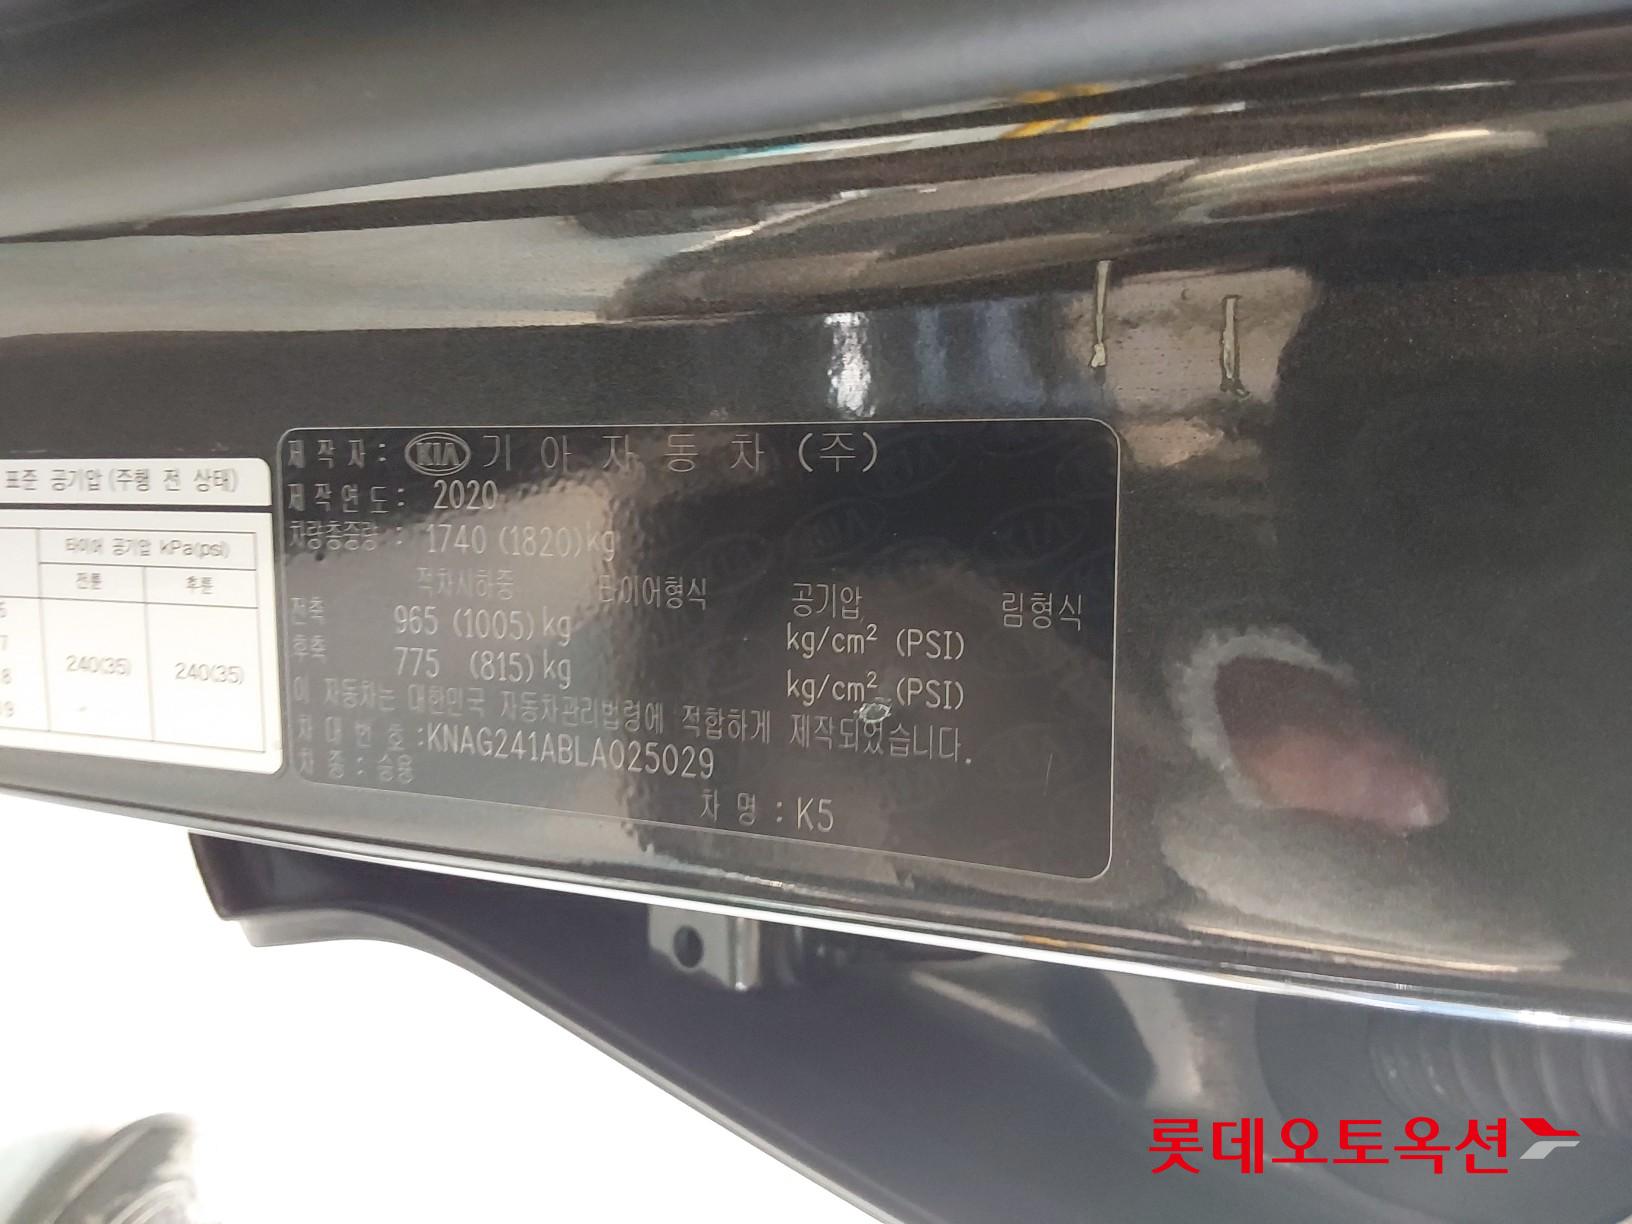 표준 공기압(주행 전 상태)
타이어 공기압 kPa(psi)
전륜 후륜
240(35) 240(35)
제작자: KIA 기아자동차(주)
제작연도: 2020
차량총중량: 1740 (1820)kg
적차시하중 타이어형식 공기압 림형식
전축 965 (1005)kg kg/cm² (PSI)
후축 775 (815)kg kg/cm² (PSI)
이 자동차는 대한민국 자동차관리법령에 적합하게 제작되었습니다.
차대번호:KNAG241ABLA025029
차종:승용 차명:K5
롯데오토옥션